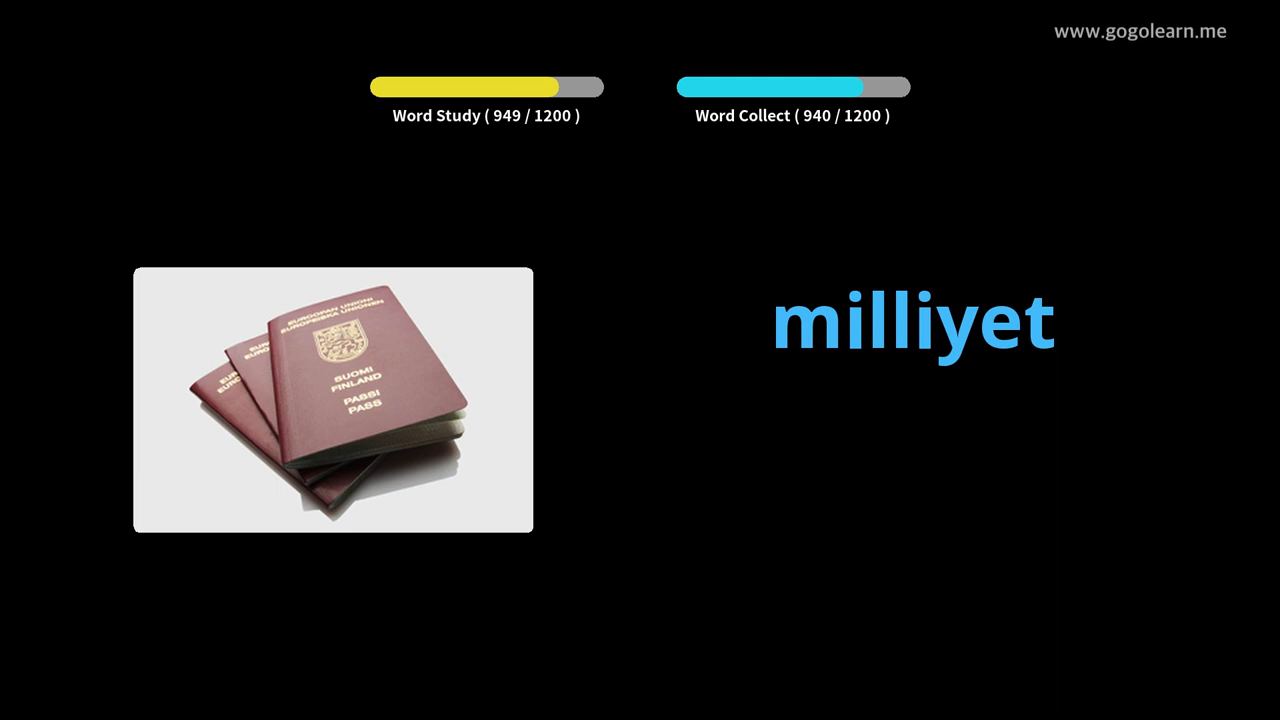 www.gogolearn.me
Word Study ( 949 / 1200 )
Word Collect ( 940 / 1200 )
milliyet
EUROOPAN UNIONI
EUROPEISKA UNIONEN
SUOMI
FINLAND
PASSI
PASS